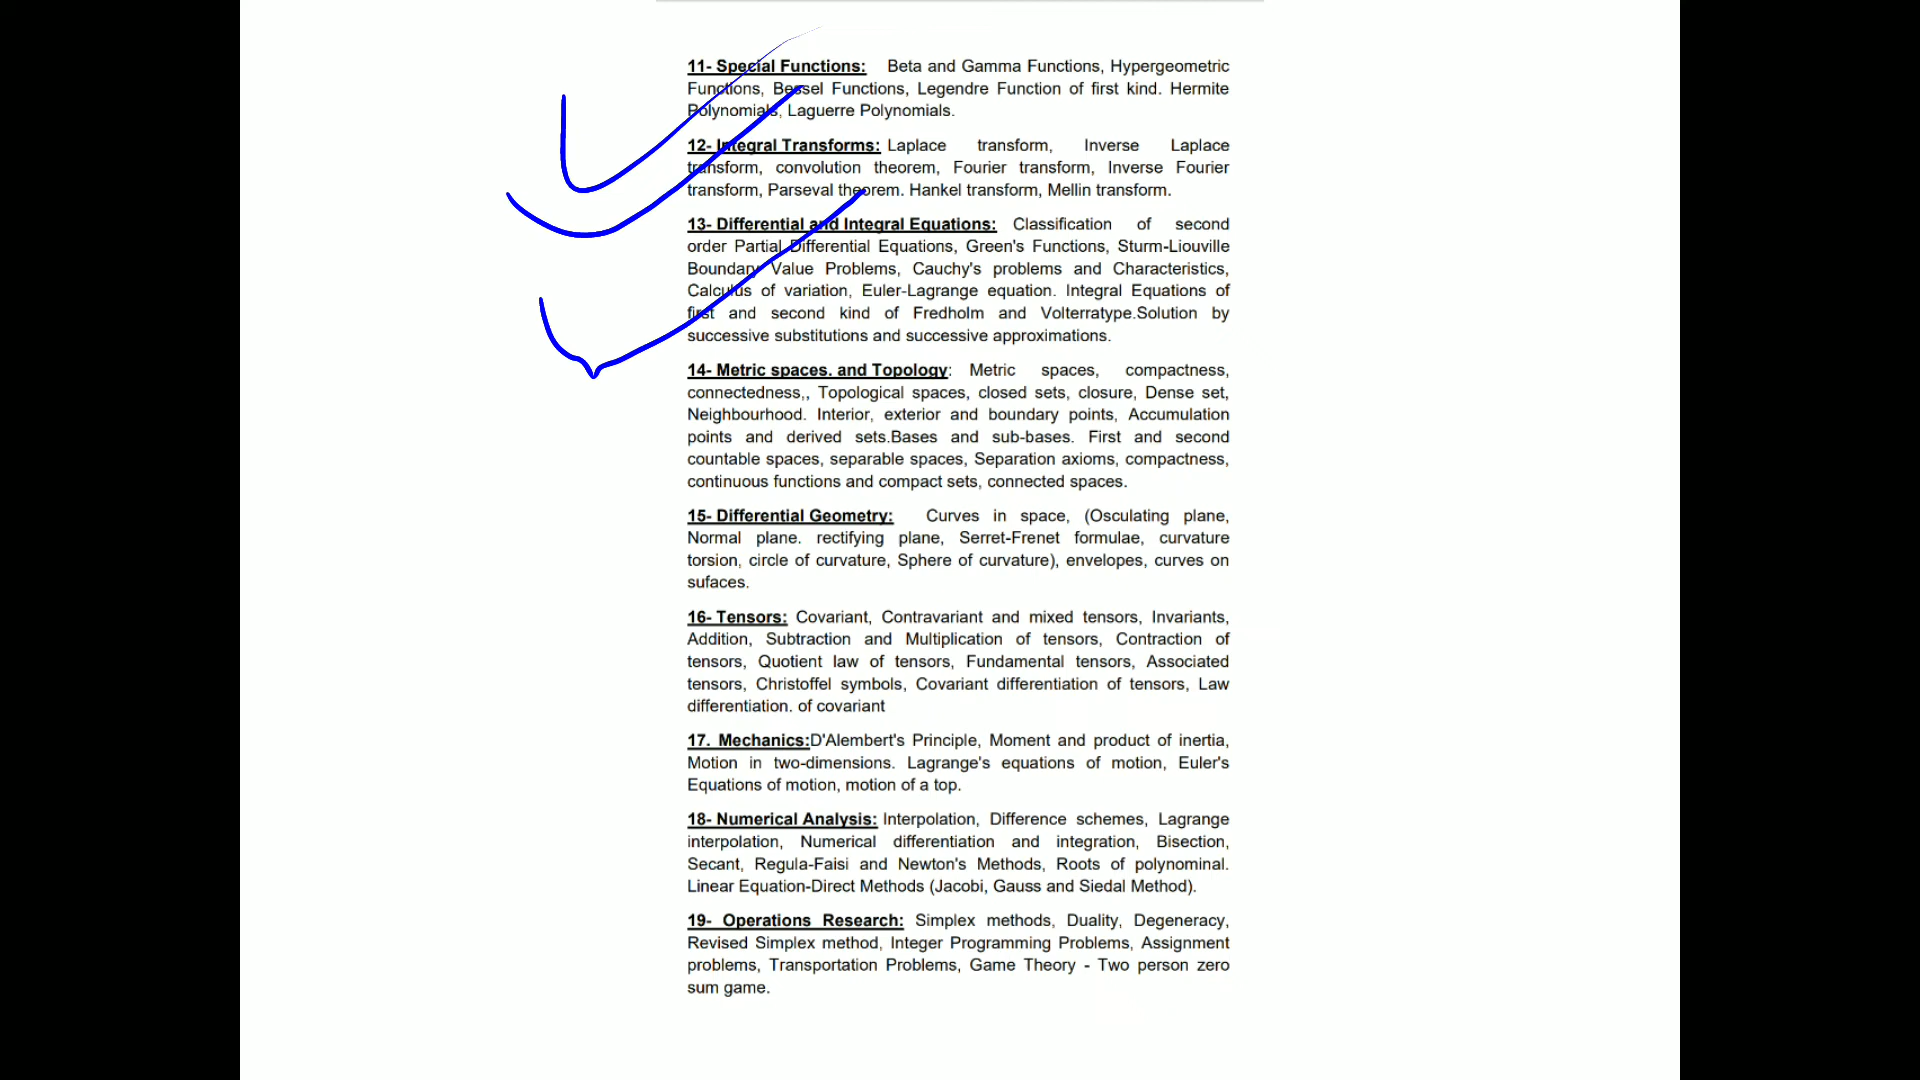 11- Special Functions: Beta and Gamma Functions, Hypergeometric
Functions, Bessel Functions, Legendre Function of first kind. Hermite
Polynomials, Laguerre Polynomials.
12- Integral Transforms: Laplace transform, Inverse Laplace
transform, convolution theorem, Fourier transform, Inverse Fourier
transform, Parseval theorem. Hankel transform, Mellin transform.
13- Differential and Integral Equations: Classification of second
order Partial Differential Equations, Green's Functions, Sturm-Liouville
Boundary Value Problems, Cauchy's problems and Characteristics,
Calculus of variation, Euler-Lagrange equation. Integral Equations of
first and second kind of Fredholm and Volterratype.Solution by
successive substitutions and successive approximations.
14- Metric spaces. and Topology: Metric spaces, compactness,
connectedness,, Topological spaces, closed sets, closure, Dense set,
Neighbourhood. Interior, exterior and boundary points, Accumulation
points and derived sets.Bases and sub-bases. First and second
countable spaces, separable spaces, Separation axioms, compactness,
continuous functions and compact sets, connected spaces.
15- Differential Geometry: Curves in space, (Osculating plane,
Normal plane. rectifying plane, Serret-Frenet formulae, curvature
torsion, circle of curvature, Sphere of curvature), envelopes, curves on
sufaces.
16- Tensors: Covariant, Contravariant and mixed tensors, Invariants,
Addition, Subtraction and Multiplication of tensors, Contraction of
tensors, Quotient law of tensors, Fundamental tensors, Associated
tensors, Christoffel symbols, Covariant differentiation of tensors, Law
differentiation. of covariant
17. Mechanics:D'Alembert's Principle, Moment and product of inertia,
Motion in two-dimensions. Lagrange's equations of motion, Euler's
Equations of motion, motion of a top.
18- Numerical Analysis: Interpolation, Difference schemes, Lagrange
interpolation, Numerical differentiation and integration, Bisection,
Secant, Regula-Faisi and Newton's Methods, Roots of polynominal.
Linear Equation-Direct Methods (Jacobi, Gauss and Siedal Method).
19- Operations Research: Simplex methods, Duality, Degeneracy,
Revised Simplex method, Integer Programming Problems, Assignment
problems, Transportation Problems, Game Theory - Two person zero
sum game.